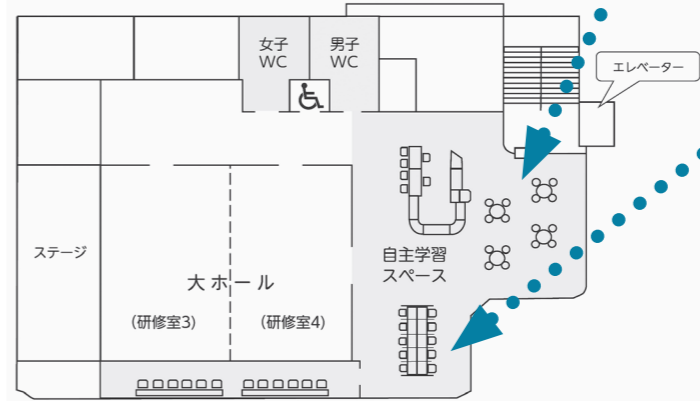 女子
WC
男子
WC
エレベーター
ステージ
大ホール
(研修室3)
(研修室4)
自主学習
スペース